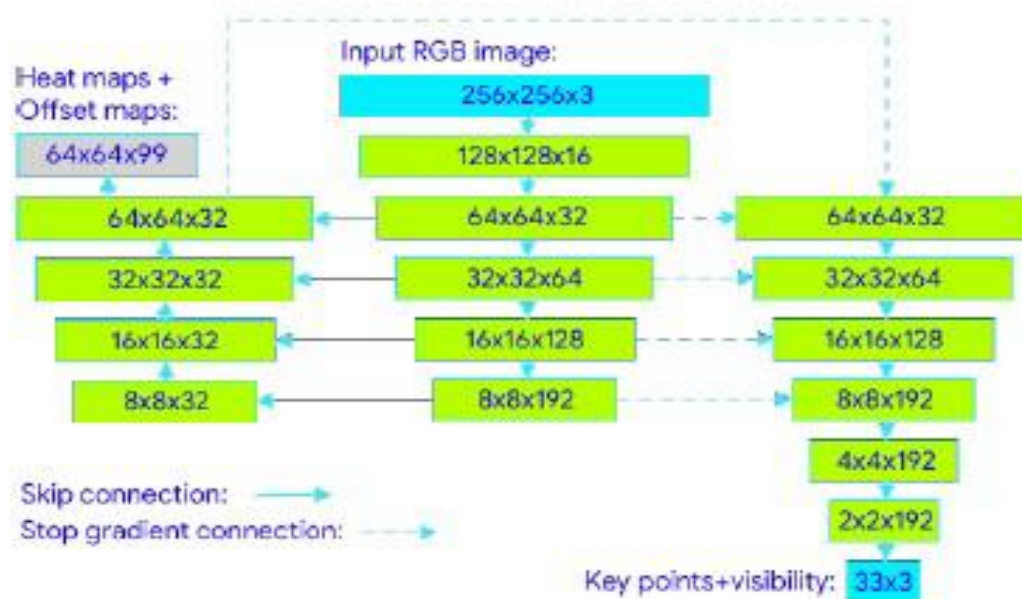 Input RGB image:
256x256x3
Heat maps +
Offset maps:
64x64x99
128x128x16
64x64x32
64x64x32
64x64x32
32x32x32
32x32x64
32x32x64
16x16x32
16x16x128
16x16x128
8x8x32
8x8x192
8x8x192
4x4x192
2x2x192
Skip connection:
Stop gradient connection:
Key points+visibility:
33x3